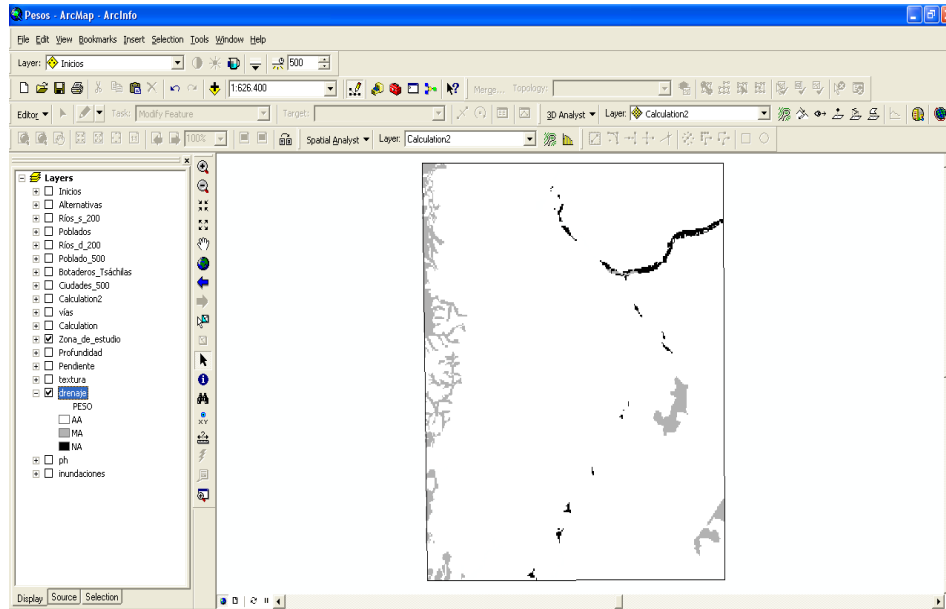 Pesos - ArcMap - ArcInfo
File Edit View Bookmarks Insert Selection Tools Window Help
Layer: Inicios 500
1:626.400 Merge... Topology:
Editor Task: Modify Feature Target: 3D Analyst Layer: Calculation2
100% Spatial Analyst Layer: Calculation2
Layers
Inicios
Alternativas
Ríos_s_200
Poblados
Ríos_d_200
Poblado_500
Botaderos_Tsáchilas
Ciudades_500
Calculation2
vías
Calculation
Zona_de_estudio
Profundidad
Pendiente
textura
drenaje
PESO
AA
MA
NA
ph
inundaciones
XY
Display Source Selection